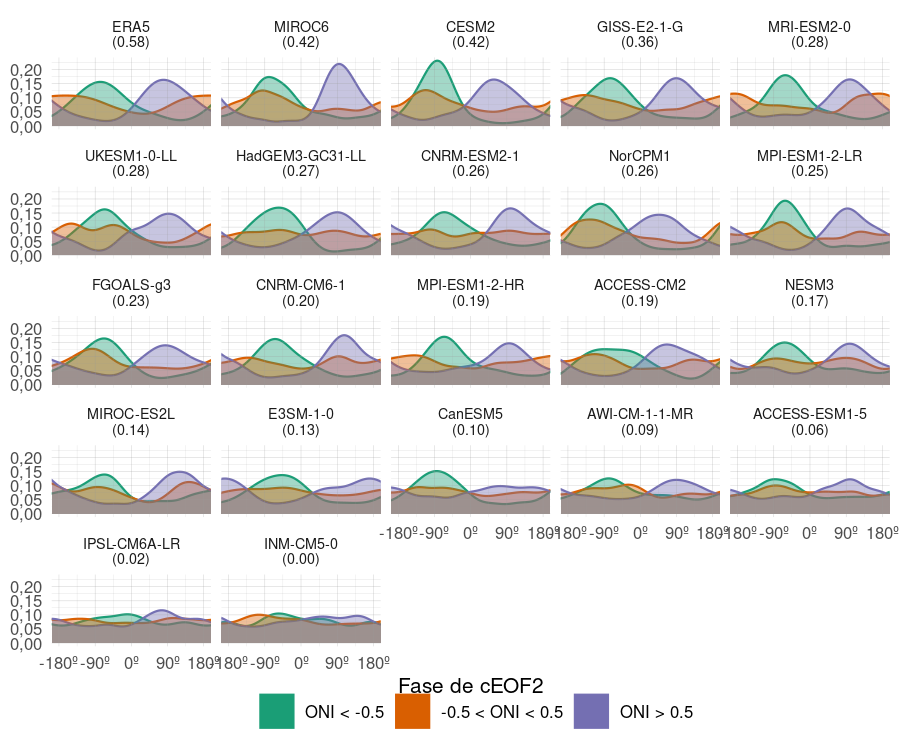 ERA5 MIROC6 CESM2 GISS-E2-1-G MRI-ESM2-0
(0.58) (0.42) (0.42) (0.36) (0.28)
0,20
0,15
0,10
0,05
0,00
UKESM1-0-LL HadGEM3-GC31-LL CNRM-ESM2-1 NorCPM1 MPI-ESM1-2-LR
(0.28) (0.27) (0.26) (0.26) (0.25)
0,20
0,15
0,10
0,05
0,00
FGOALS-g3 CNRM-CM6-1 MPI-ESM1-2-HR ACCESS-CM2 NESM3
(0.23) (0.20) (0.19) (0.19) (0.17)
0,20
0,15
0,10
0,05
0,00
MIROC-ES2L E3SM-1-0 CanESM5 AWI-CM-1-1-MR ACCESS-ESM1-5
(0.14) (0.13) (0.10) (0.09) (0.06)
0,20
0,15
0,10
0,05
0,00
-180º -90º 0º 90º 180º -180º -90º 0º 90º 180º -180º -90º 0º 90º 180º
IPSL-CM6A-LR INM-CM5-0
(0.02) (0.00)
0,20
0,15
0,10
0,05
0,00
-180º -90º 0º 90º 180º -180º -90º 0º 90º 180º
Fase de cEOF2
ONI < -0.5 -0.5 < ONI < 0.5 ONI > 0.5